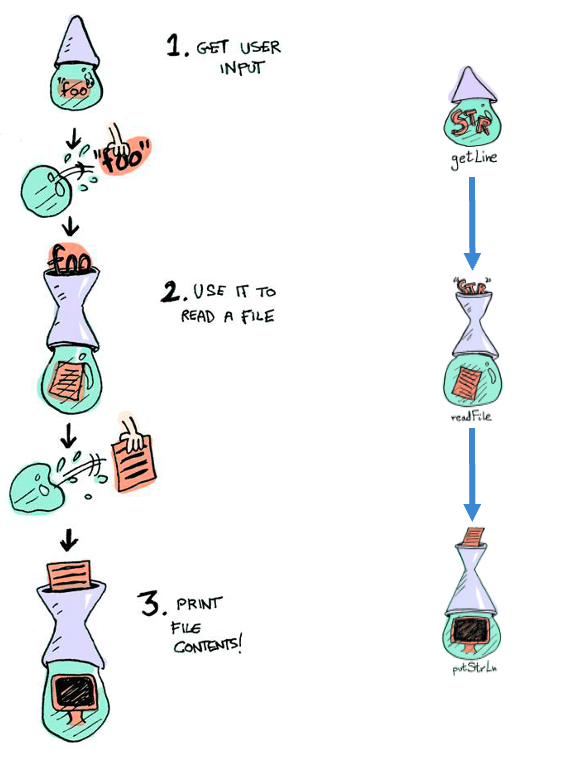 1. GET USER
INPUT
"foo"
"foo"
foo
2. USE IT TO
READ A FILE
3. PRINT
FILE
CONTENTS!
STR
getLine
"STR"
readFile
putStrLn